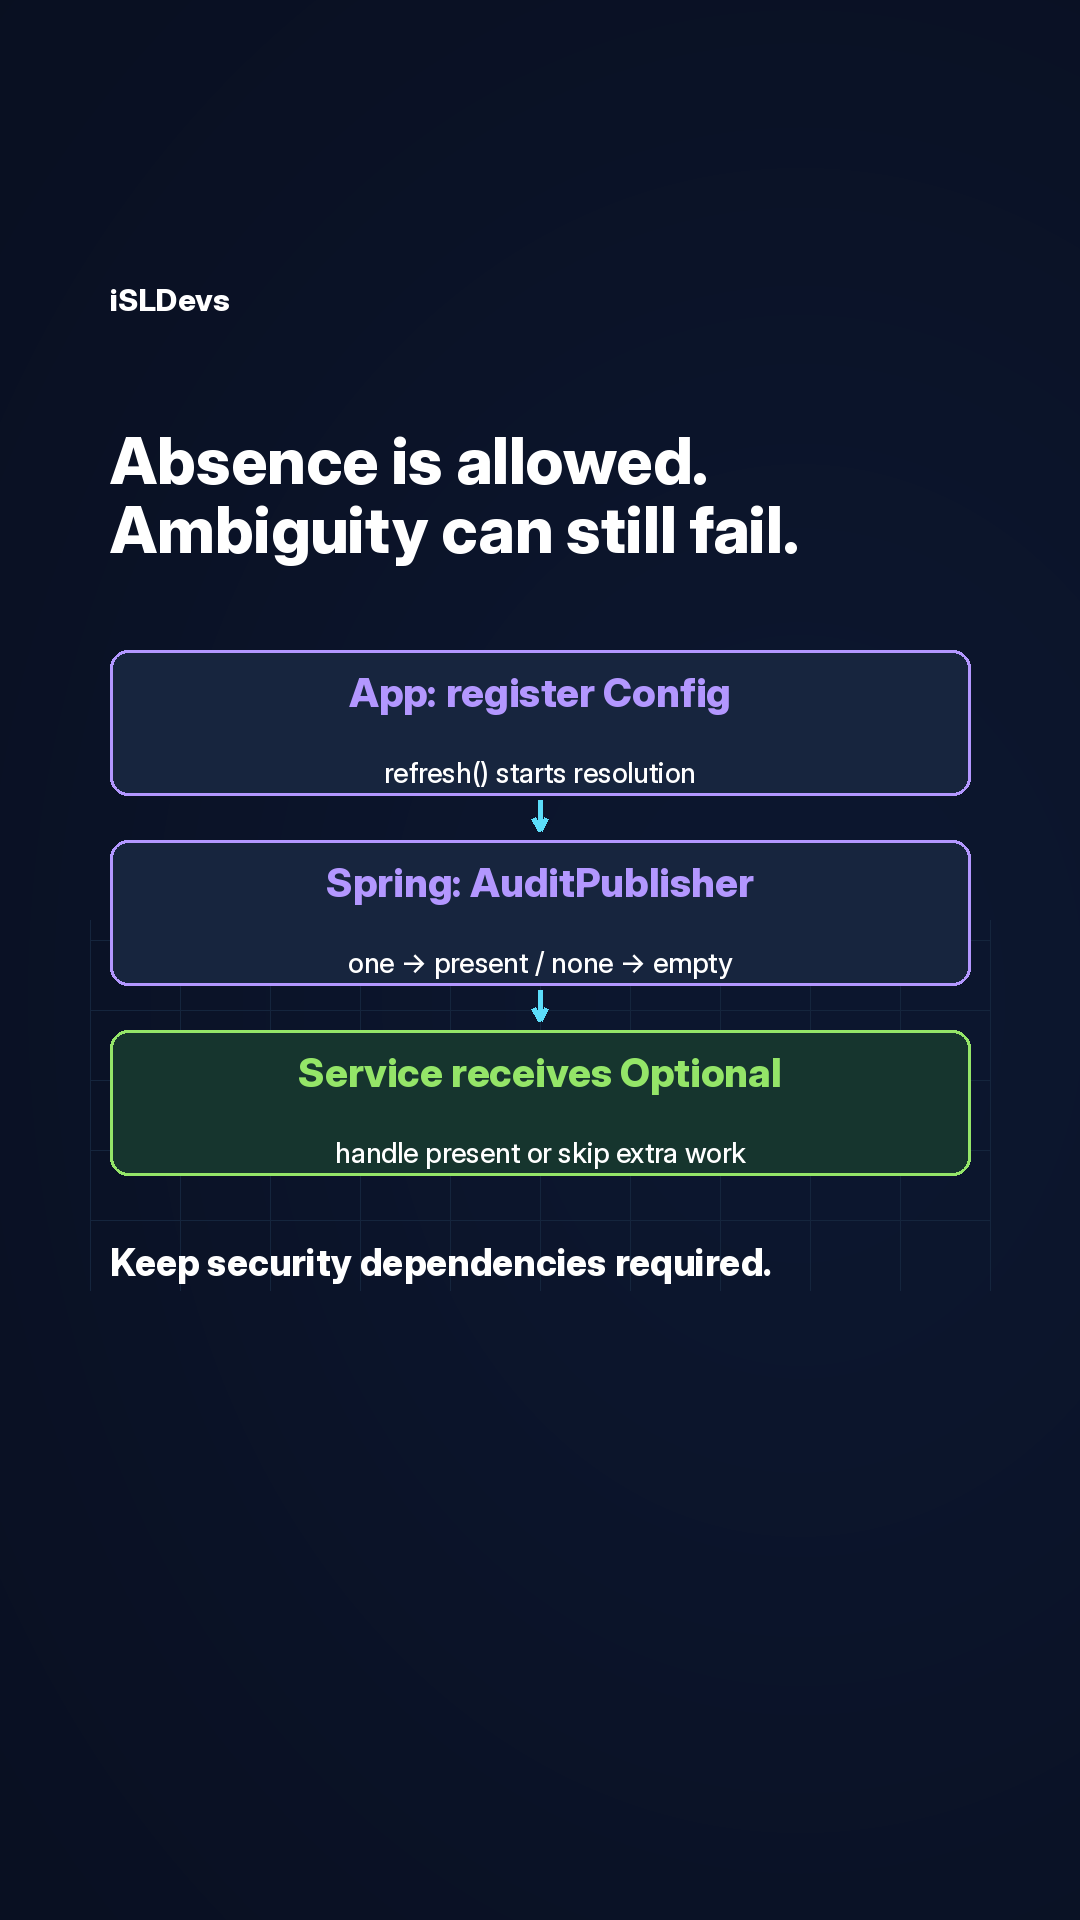 iSLDevs
Absence is allowed.
Ambiguity can still fail.
App: register Config
refresh() starts resolution
Spring: AuditPublisher
one → present / none → empty
Service receives Optional
handle present or skip extra work
Keep security dependencies required.